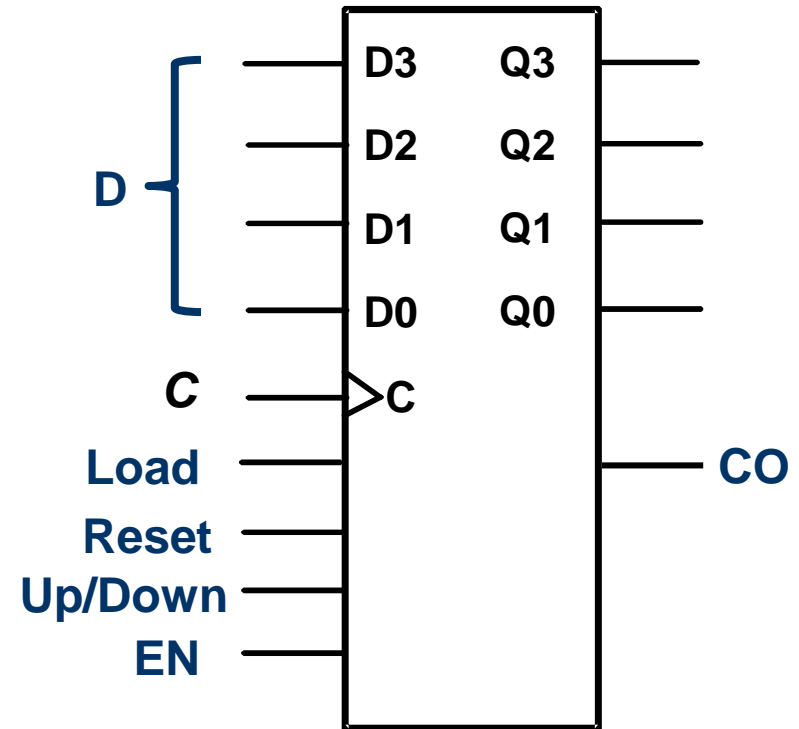 D3 Q3
D2 Q2
D
D1 Q1
D0 Q0
C C
Load
CO
Reset
Up/Down
EN